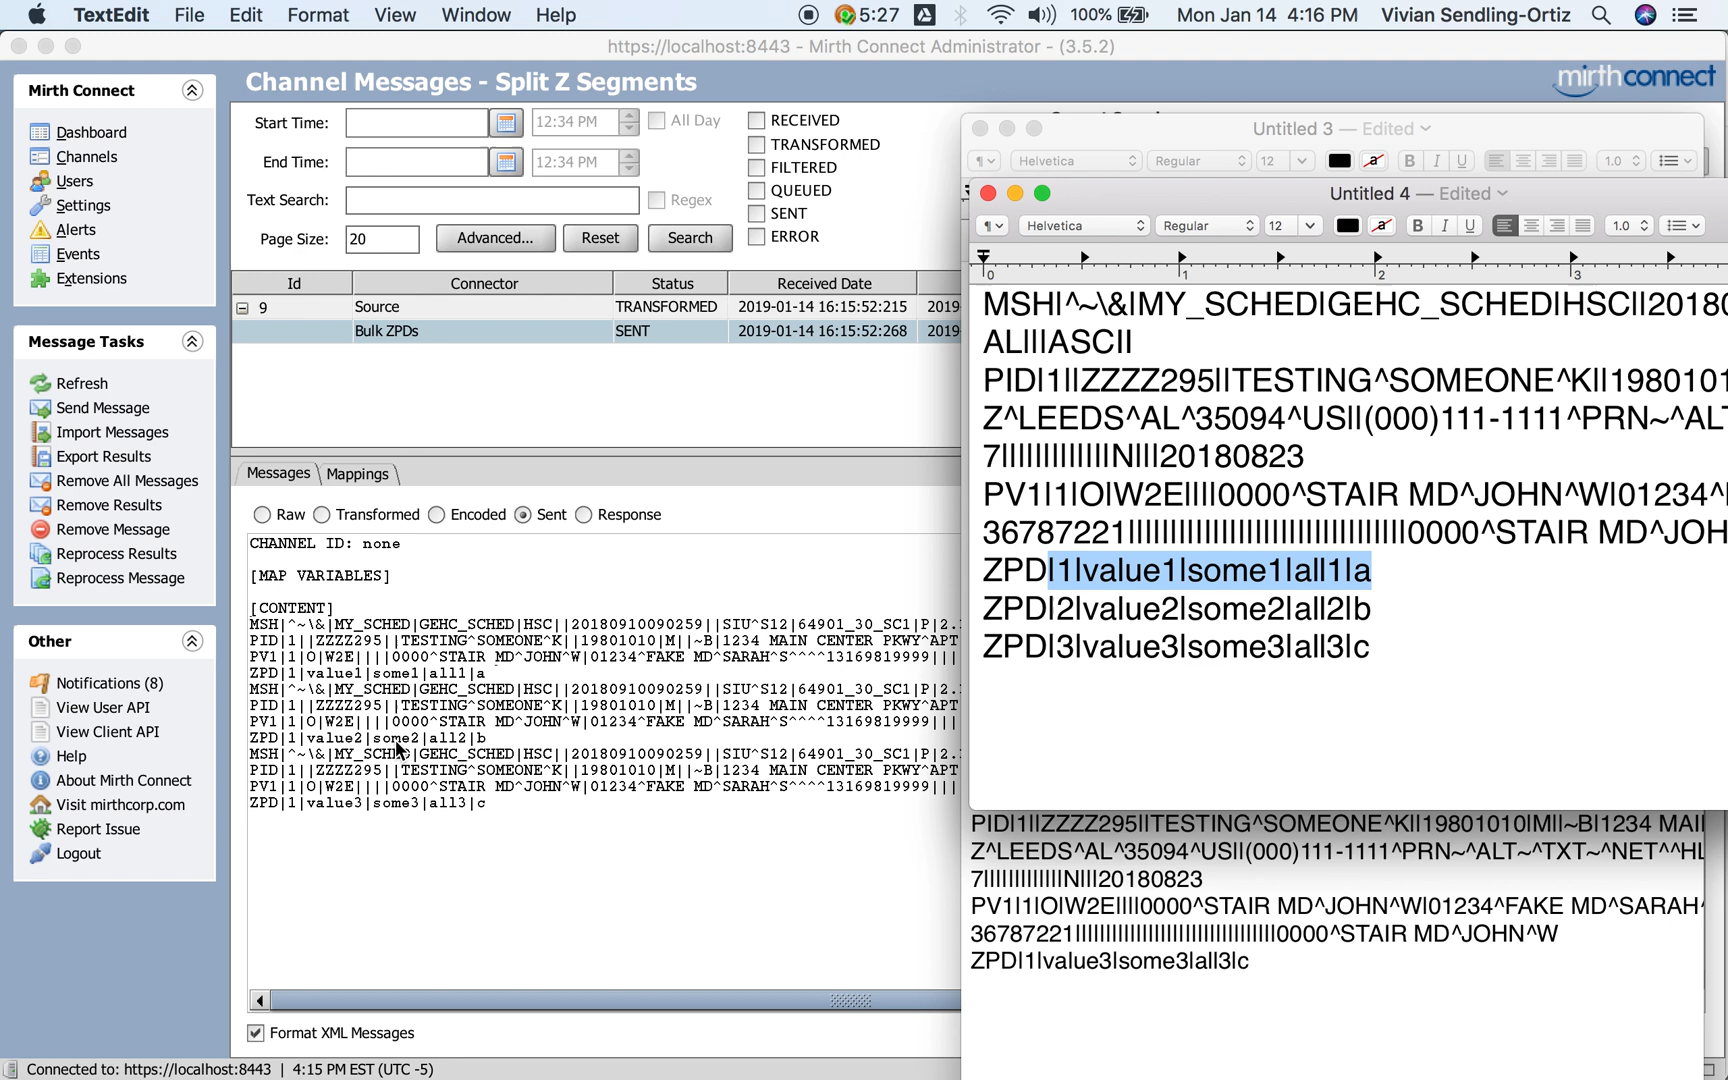 TextEdit File Edit Format View Window Help 5:27 100% Mon Jan 14 4:16 PM Vivian Sendling-Ortiz
https://localhost:8443 - Mirth Connect Administrator - (3.5.2)
Mirth Connect
Dashboard
Channels
Users
Settings
Alerts
Events
Extensions
Message Tasks
Refresh
Send Message
Import Messages
Export Results
Remove All Messages
Remove Results
Remove Message
Reprocess Results
Reprocess Message
Other
Notifications (8)
View User API
View Client API
Help
About Mirth Connect
Visit mirthcorp.com
Report Issue
Logout
Channel Messages - Split Z Segments
mirthconnect
Start Time: 12:34 PM All Day
End Time: 12:34 PM
Text Search: Regex
Page Size: 20 Advanced... Reset Search
RECEIVED
TRANSFORMED
FILTERED
QUEUED
SENT
ERROR
Id Connector Status Received Date
9 Source TRANSFORMED 2019-01-14 16:15:52:215 2019
Bulk ZPDs SENT 2019-01-14 16:15:52:268 2019
Messages Mappings
Raw Transformed Encoded Sent Response
CHANNEL ID: none
[MAP VARIABLES]
[CONTENT]
MSH|^~\&|MY_SCHED|GEHC_SCHED|HSC||20180910090259||SIU^S12|64901_30_SC1|P|2.
PID|1||ZZZZ295||TESTING^SOMEONE^K||19801010|M||~B|1234 MAIN CENTER PKWY^APT
PV1|1|O|W2E||||0000^STAIR MD^JOHN^W|01234^FAKE MD^SARAH^S^^^^13169819999|||
ZPD|1|value1|some1|all1|a
MSH|^~\&|MY_SCHED|GEHC_SCHED|HSC||20180910090259||SIU^S12|64901_30_SC1|P|2.
PID|1||ZZZZ295||TESTING^SOMEONE^K||19801010|M||~B|1234 MAIN CENTER PKWY^APT
PV1|1|O|W2E||||0000^STAIR MD^JOHN^W|01234^FAKE MD^SARAH^S^^^^13169819999|||
ZPD|1|value2|some2|all2|b
MSH|^~\&|MY_SCHED|GEHC_SCHED|HSC||20180910090259||SIU^S12|64901_30_SC1|P|2.
PID|1||ZZZZ295||TESTING^SOMEONE^K||19801010|M||~B|1234 MAIN CENTER PKWY^APT
PV1|1|O|W2E||||0000^STAIR MD^JOHN^W|01234^FAKE MD^SARAH^S^^^^13169819999|||
ZPD|1|value3|some3|all3|c
Format XML Messages
Connected to: https://localhost:8443 | 4:15 PM EST (UTC -5)
Untitled 3 — Edited
Helvetica Regular 12 a B I U 1.0
Untitled 4 — Edited
Helvetica Regular 12 a B I U 1.0
0 1 2 3
MSH|^~\&|MY_SCHED|GEHC_SCHED|HSC||20180
AL|||ASCII
PID|1||ZZZZ295||TESTING^SOMEONE^K||1980101
Z^LEEDS^AL^35094^US||(000)111-1111^PRN~^ALT
7|||||||||||||N|||20180823
PV1|1|O|W2E||||0000^STAIR MD^JOHN^W|01234^
36787221||||||||||||||||||||||||||||||||||0000^STAIR MD^JOH
ZPD|1|value1|some1|all1|a
ZPD|2|value2|some2|all2|b
ZPD|3|value3|some3|all3|c
PID|1||ZZZZ295||TESTING^SOMEONE^K||19801010|M||~B|1234 MAI
Z^LEEDS^AL^35094^US||(000)111-1111^PRN~^ALT~^TXT~^NET^^HL
7|||||||||||||N|||20180823
PV1|1|O|W2E||||0000^STAIR MD^JOHN^W|01234^FAKE MD^SARAH^
36787221||||||||||||||||||||||||||||||||||0000^STAIR MD^JOHN^W
ZPD|1|value3|some3|all3|c